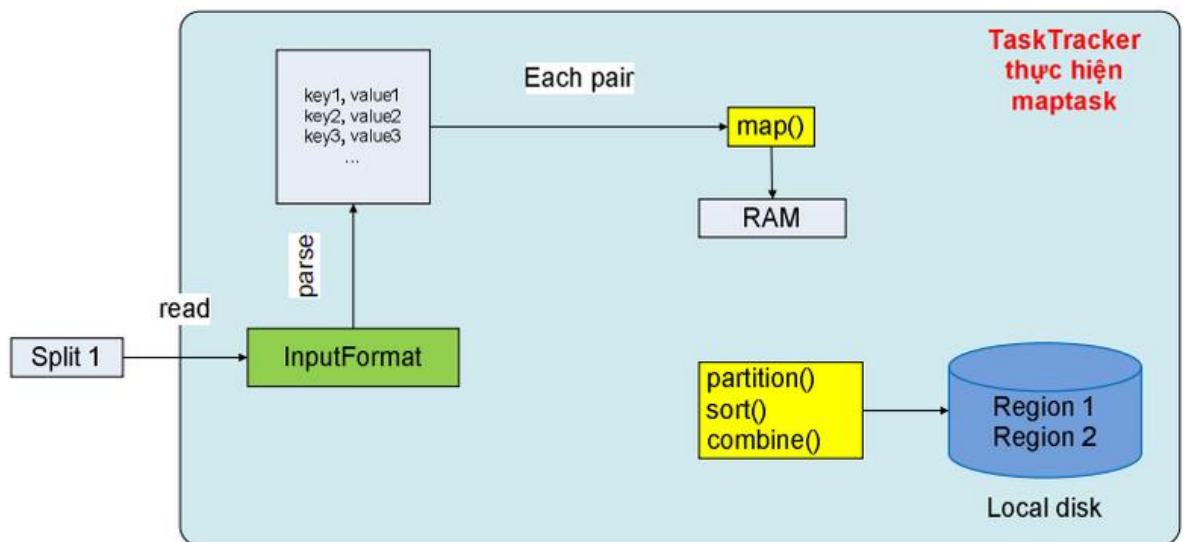 TaskTracker
thực hiện
maptask
Each pair
key1, value1
key2, value2
key3, value3
...
map()
RAM
parse
read
Split 1
InputFormat
partition()
sort()
combine()
Region 1
Region 2
Local disk